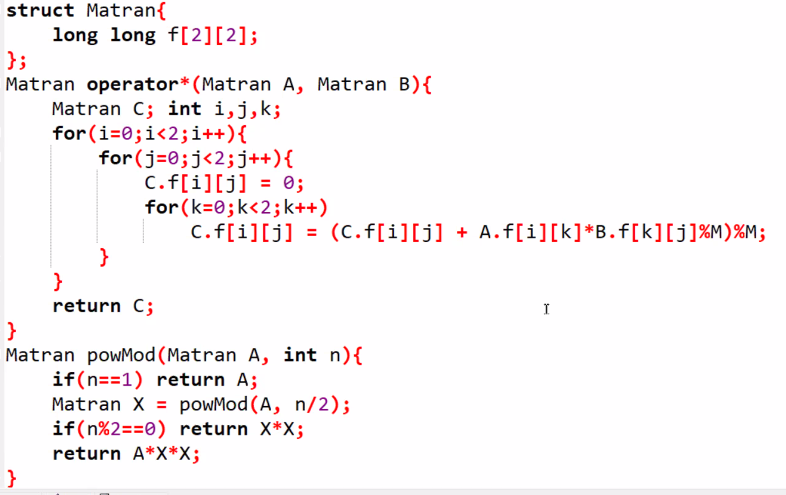 struct Matran{
    long long f[2][2];
};
Matran operator*(Matran A, Matran B){
    Matran C; int i,j,k;
    for(i=0;i<2;i++){
        for(j=0;j<2;j++){
            C.f[i][j] = 0;
            for(k=0;k<2;k++)
                C.f[i][j] = (C.f[i][j] + A.f[i][k]*B.f[k][j]%M)%M;
        }
    }
    return C;
}
Matran powMod(Matran A, int n){
    if(n==1) return A;
    Matran X = powMod(A, n/2);
    if(n%2==0) return X*X;
    return A*X*X;
}